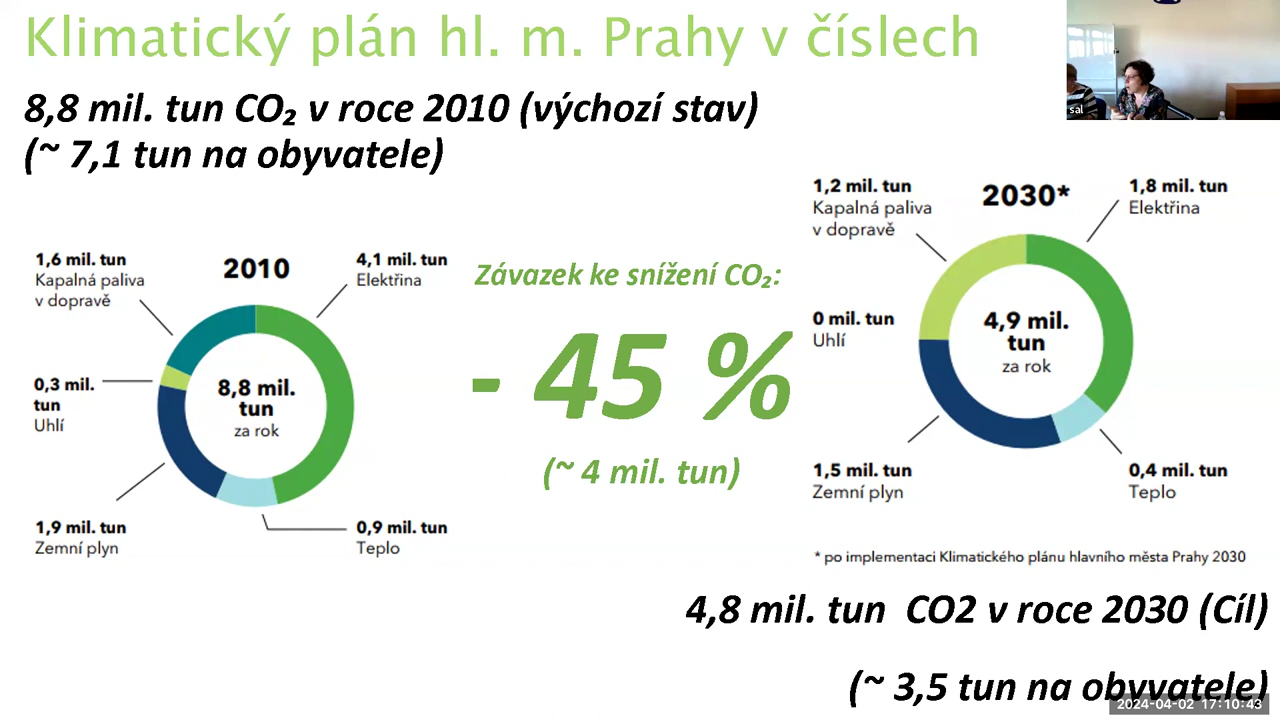 Klimatický plán hl. m. Prahy v číslech
8,8 mil. tun CO₂ v roce 2010 (výchozí stav)
(~ 7,1 tun na obyvatele)
sal
2010
1,6 mil. tun
Kapalná paliva
v dopravě
4,1 mil. tun
Elektřina
0,3 mil.
tun
Uhlí
8,8 mil.
tun
za rok
1,9 mil. tun
Zemní plyn
0,9 mil. tun
Teplo
Závazek ke snížení CO₂:
- 45 %
(~ 4 mil. tun)
2030*
1,2 mil. tun
Kapalná paliva
v dopravě
1,8 mil. tun
Elektřina
0 mil. tun
Uhlí
4,9 mil.
tun
za rok
1,5 mil. tun
Zemní plyn
0,4 mil. tun
Teplo
* po implementaci Klimatického plánu hlavního města Prahy 2030
4,8 mil. tun CO2 v roce 2030 (Cíl)
(~ 3,5 tun na obyvatele)
2024-04-02 17:10:43